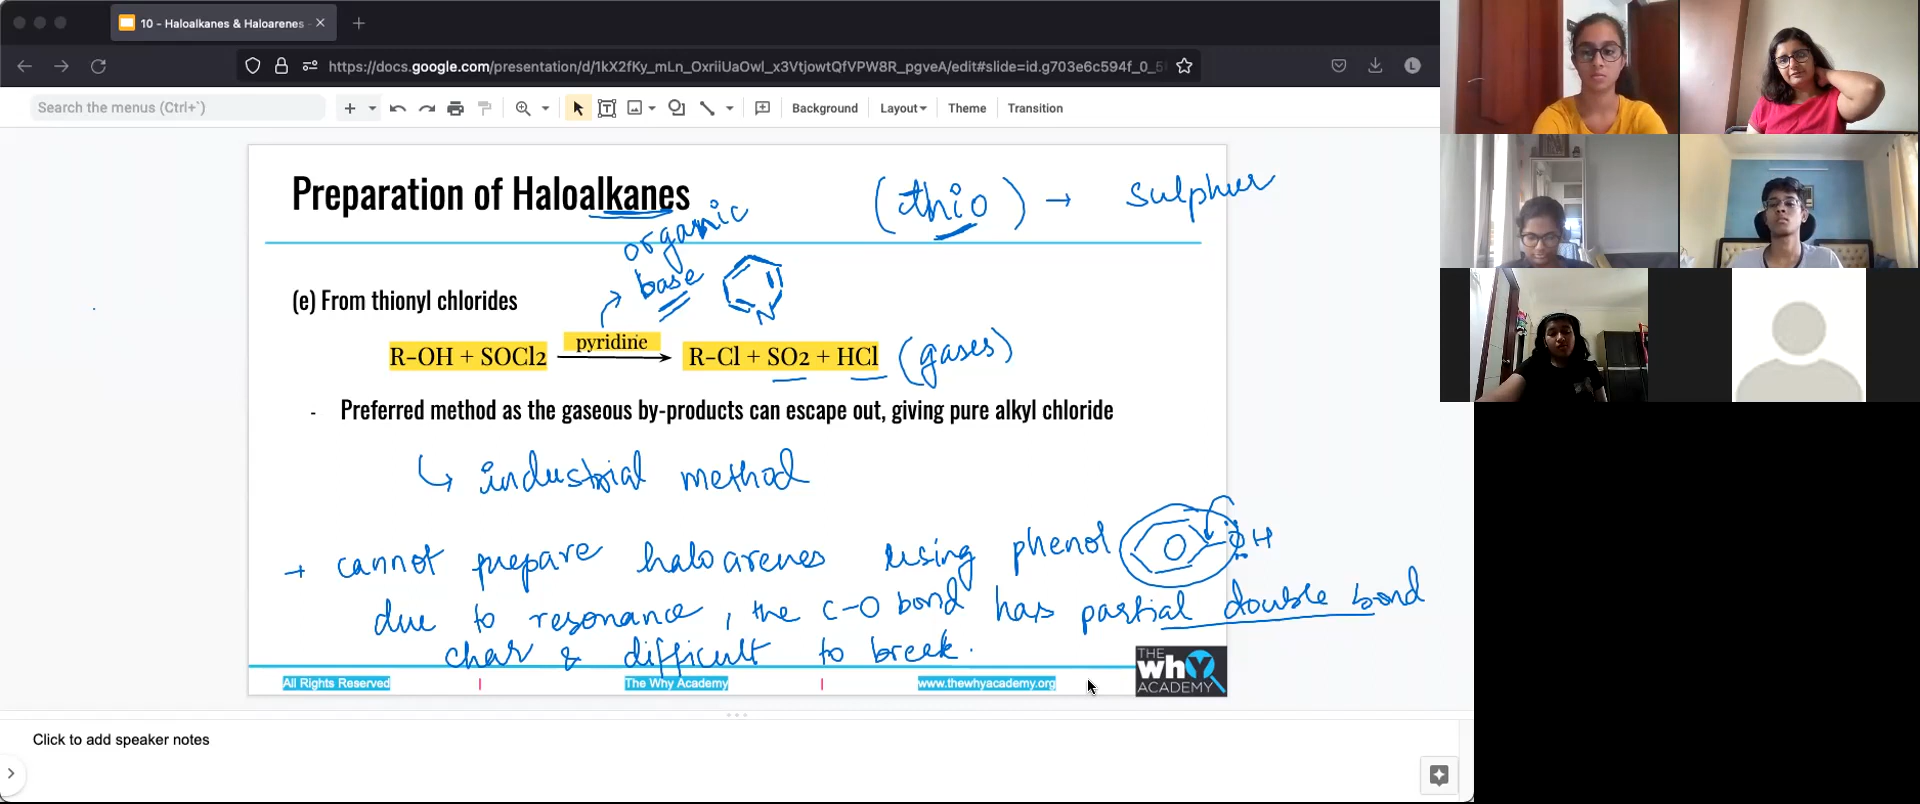 10 - Haloalkanes & Haloarenes -
https://docs.google.com/presentation/d/1kX2fKy_mLn_OxriiUaOwl_x3VtjowtQfVPW8R_pgveA/edit#slide=id.g703e6c594f_0_5
L
Search the menus (Ctrl+`)
Background Layout Theme Transition
Preparation of Haloalkanes
(thio) → sulphur
organic
base
(e) From thionyl chlorides
N
pyridine
R-OH + SOCl2 → R-Cl + SO2 + HCl (gases)
- Preferred method as the gaseous by-products can escape out, giving pure alkyl chloride
↳ industrial method
→ cannot prepare haloarenes using phenol OH
due to resonance, the C-O bond has partial double bond
char & difficult to break.
All Rights Reserved | The Why Academy | www.thewhyacademy.org
THE
whY
ACADEMY
Click to add speaker notes